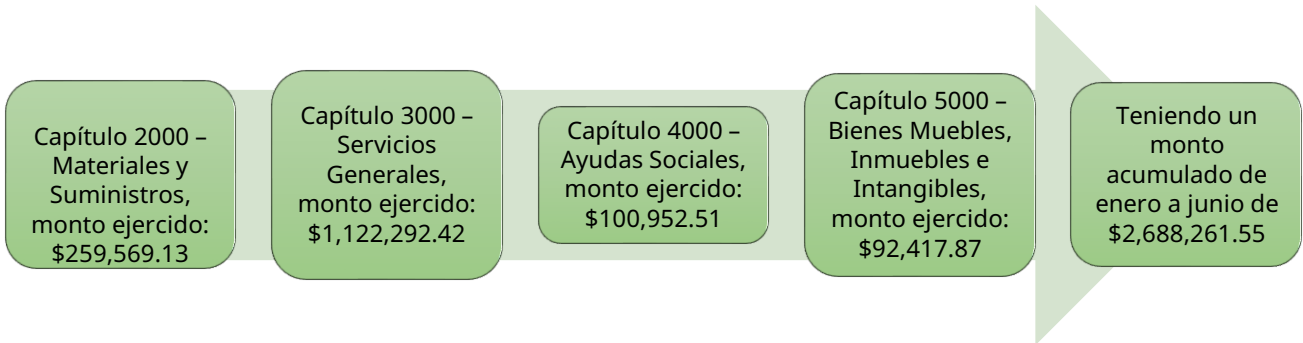 Capítulo 2000 –
Materiales y
Suministros,
monto ejercido:
$259,569.13
Capítulo 3000 –
Servicios
Generales,
monto ejercido:
$1,122,292.42
Capítulo 4000 –
Ayudas Sociales,
monto ejercido:
$100,952.51
Capítulo 5000 –
Bienes Muebles,
Inmuebles e
Intangibles,
monto ejercido:
$92,417.87
Teniendo un
monto
acumulado de
enero a junio de
$2,688,261.55